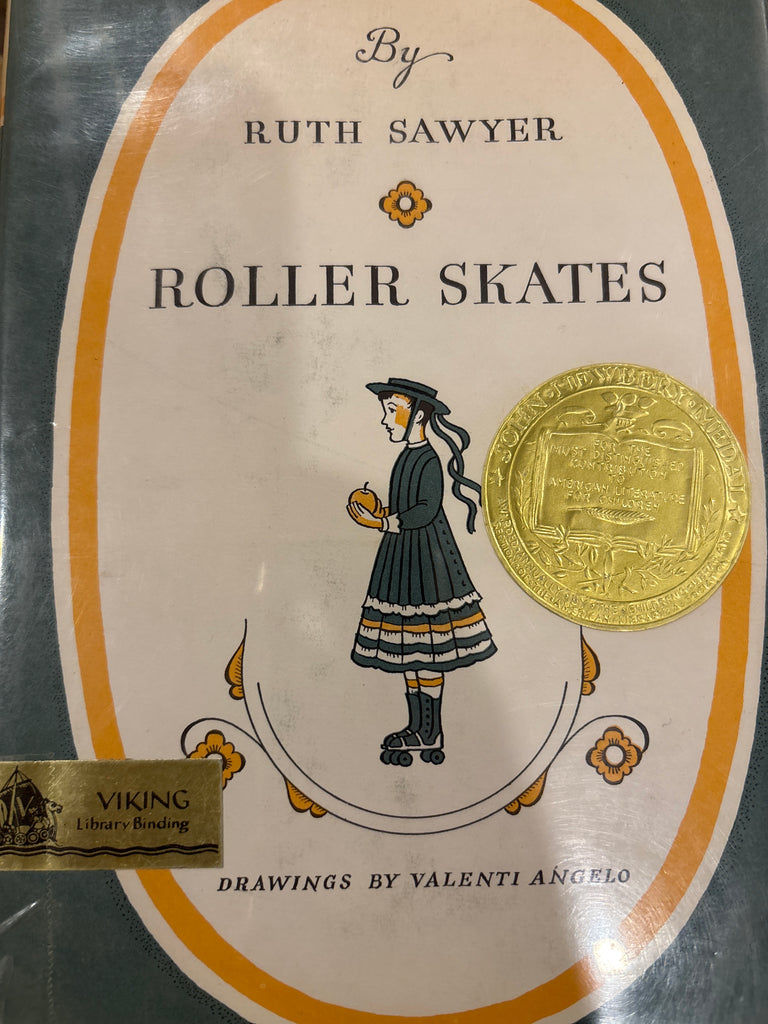 By
RUTH SAWYER
ROLLER SKATES
JOHN NEWBERY MEDAL
FOR THE
MOST DISTINGUISHED
CONTRIBUTION
TO
AMERICAN LITERATURE
FOR CHILDREN
VIKING
Library Binding
DRAWINGS BY VALENTI ANGELO